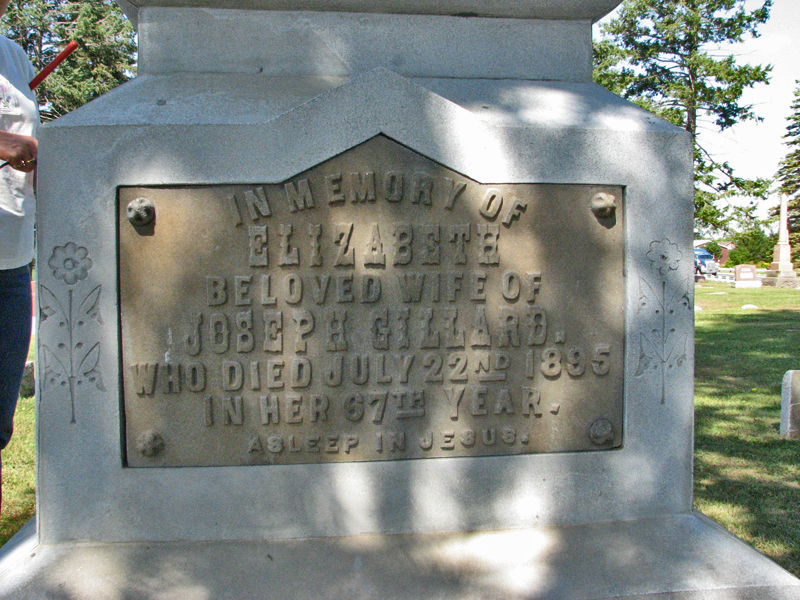 IN MEMORY OF
ELIZABETH
BELOVED WIFE OF
JOSEPH GILLARD.
WHO DIED JULY 22ND 1895
IN HER 67TH YEAR.
ASLEEP IN JESUS.